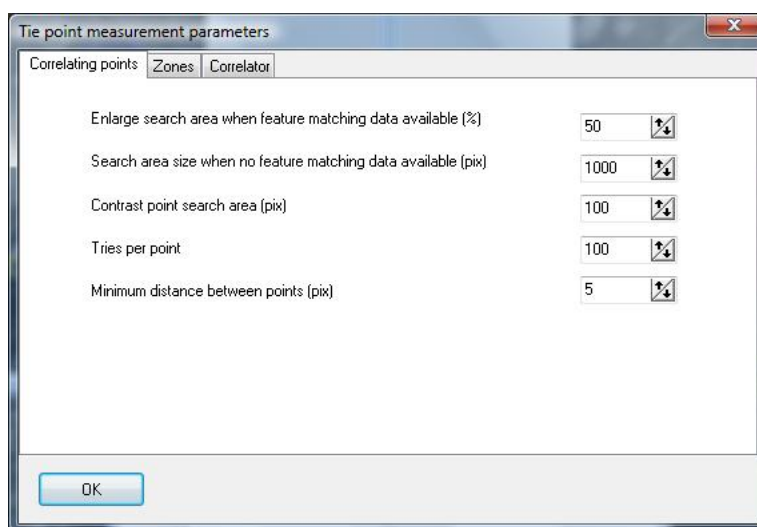 Tie point measurement parameters
Correlating points Zones Correlator
Enlarge search area when feature matching data available (%) 50
Search area size when no feature matching data available (pix) 1000
Contrast point search area (pix) 100
Tries per point 100
Minimum distance between points (pix) 5
OK